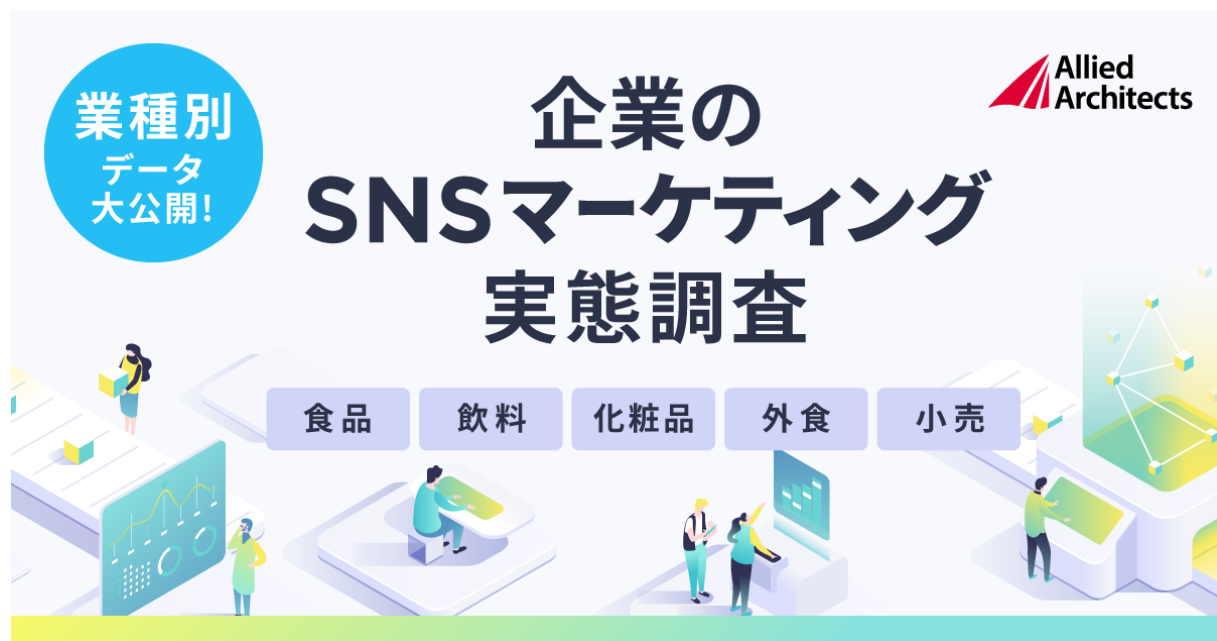 業種別
データ
大公開!
企業の
SNSマーケティング
実態調査
Allied
Architects
食品
飲料
化粧品
外食
小売